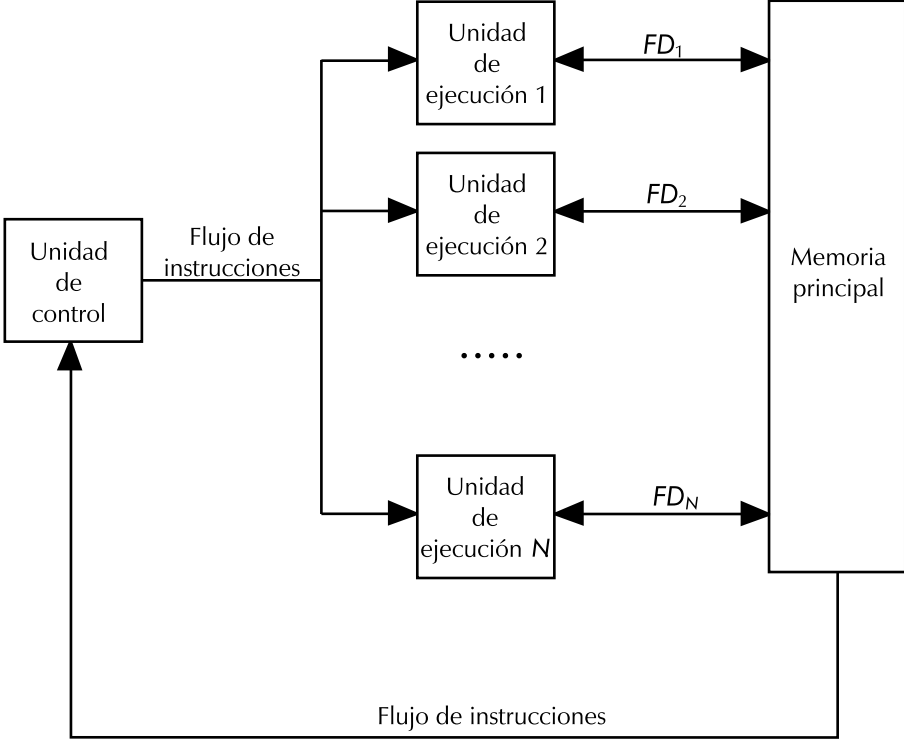 Unidad
de
ejecución 1
FD₁
Unidad
de
ejecución 2
FD₂
Unidad
de
control
Flujo de
instrucciones
Memoria
principal
.....
Unidad
de
ejecución N
FD_N
Flujo de instrucciones